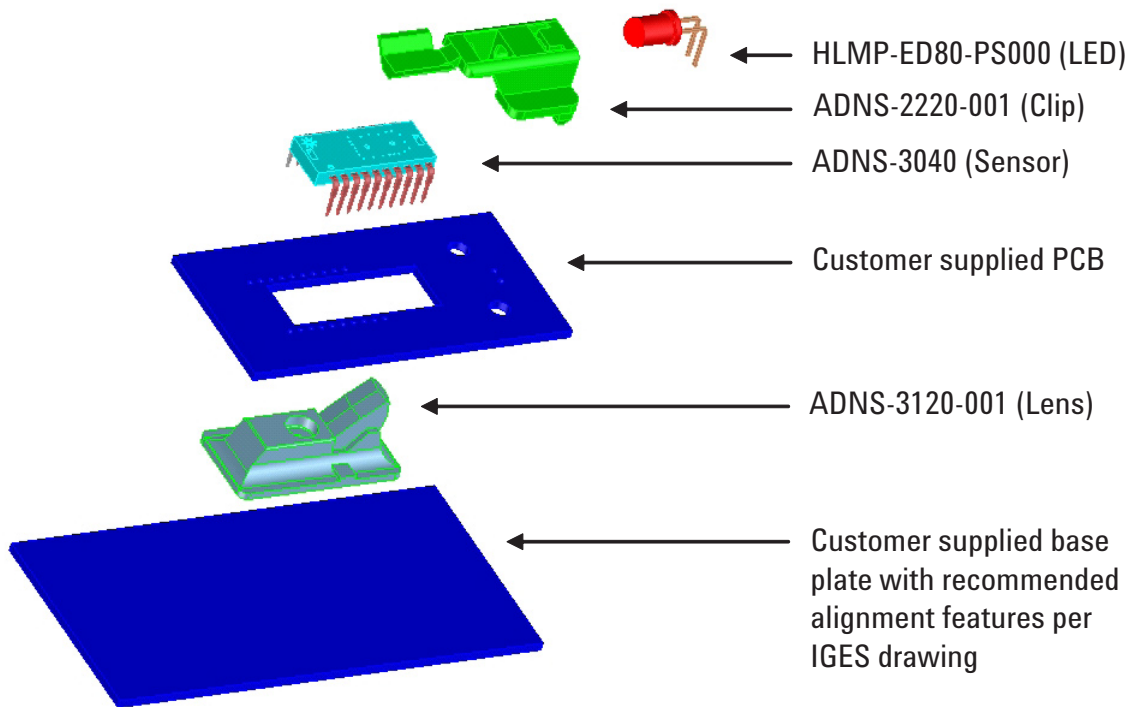 HLMP-ED80-PS000 (LED)
ADNS-2220-001 (Clip)
ADNS-3040 (Sensor)
Customer supplied PCB
ADNS-3120-001 (Lens)
Customer supplied base
plate with recommended
alignment features per
IGES drawing